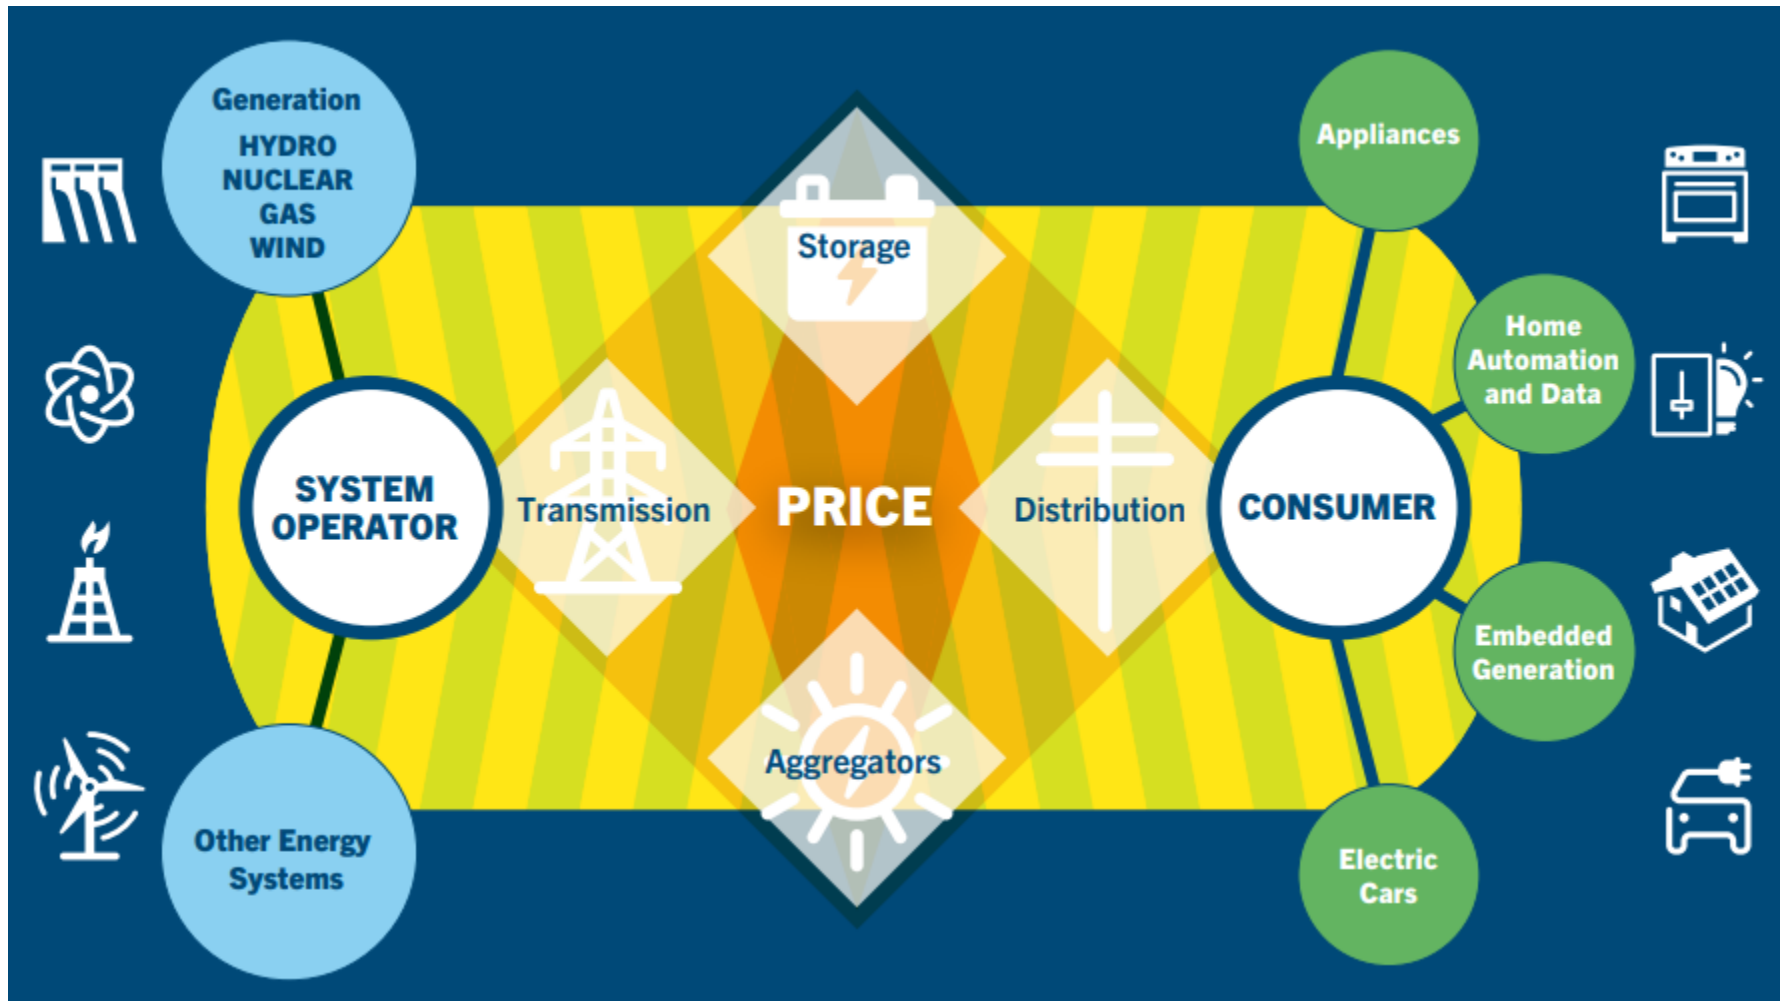 Generation
HYDRO
NUCLEAR
GAS
WIND
Appliances
Storage
Home
Automation
and Data
SYSTEM
OPERATOR
Transmission
PRICE
Distribution
CONSUMER
Embedded
Generation
Aggregators
Other Energy
Systems
Electric
Cars